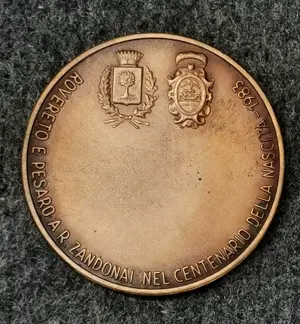 ROVERETO E PESARO A R. ZANDONAI NEL CENTENARIO DELLA NASCITA - 1983